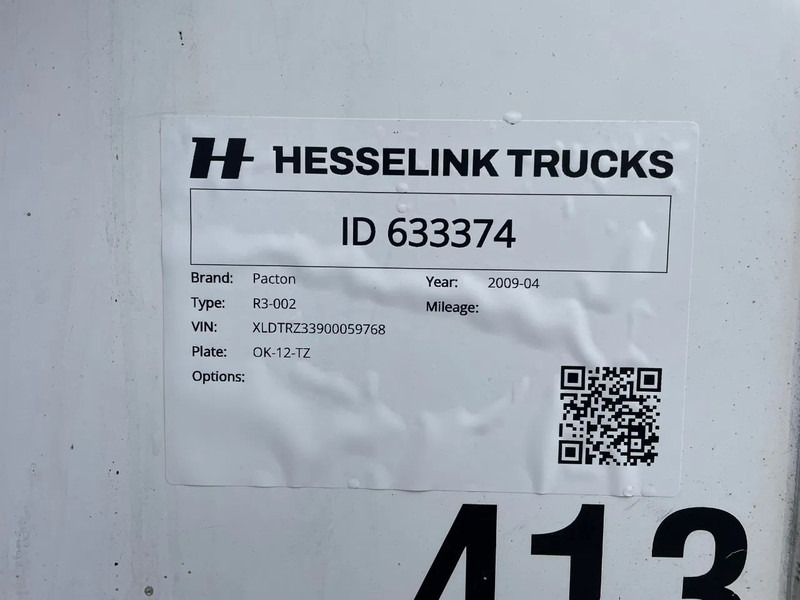 H HESSELINK TRUCKS
ID 633374
Brand: Pacton Year: 2009-04
Type: R3-002 Mileage:
VIN: XLDTRZ33900059768
Plate: OK-12-TZ
Options:
413